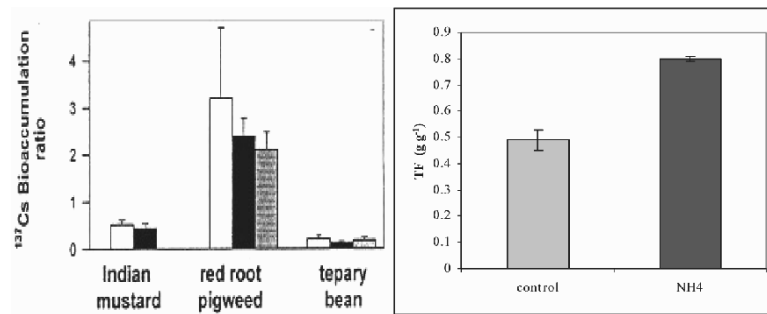 ¹³⁷Cs Bioaccumulation
ratio
4
3
2
1
0
Indian
mustard
red root
pigweed
tepary
bean
TF (g g⁻¹)
0.9
0.8
0.7
0.6
0.5
0.4
0.3
0.2
0.1
0
control
NH4